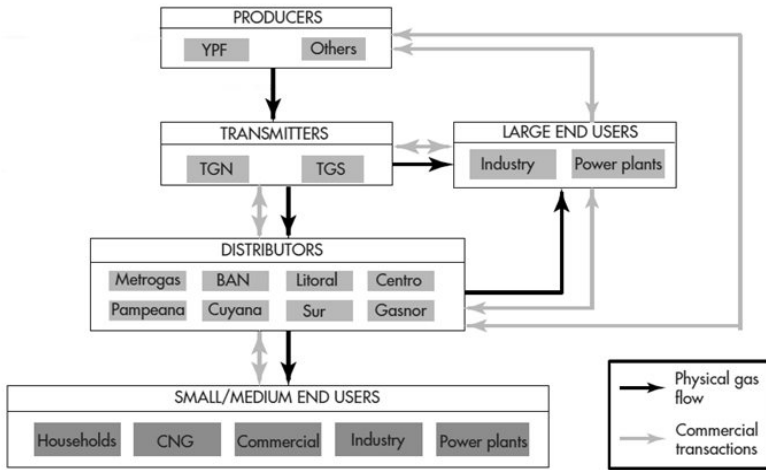 PRODUCERS
YPF
Others
TRANSMITTERS
TGN
TGS
LARGE END USERS
Industry
Power plants
DISTRIBUTORS
Metrogas
BAN
Litoral
Centro
Pampeana
Cuyana
Sur
Gasnor
SMALL/MEDIUM END USERS
Households
CNG
Commercial
Industry
Power plants
Physical gas
flow
Commercial
transactions